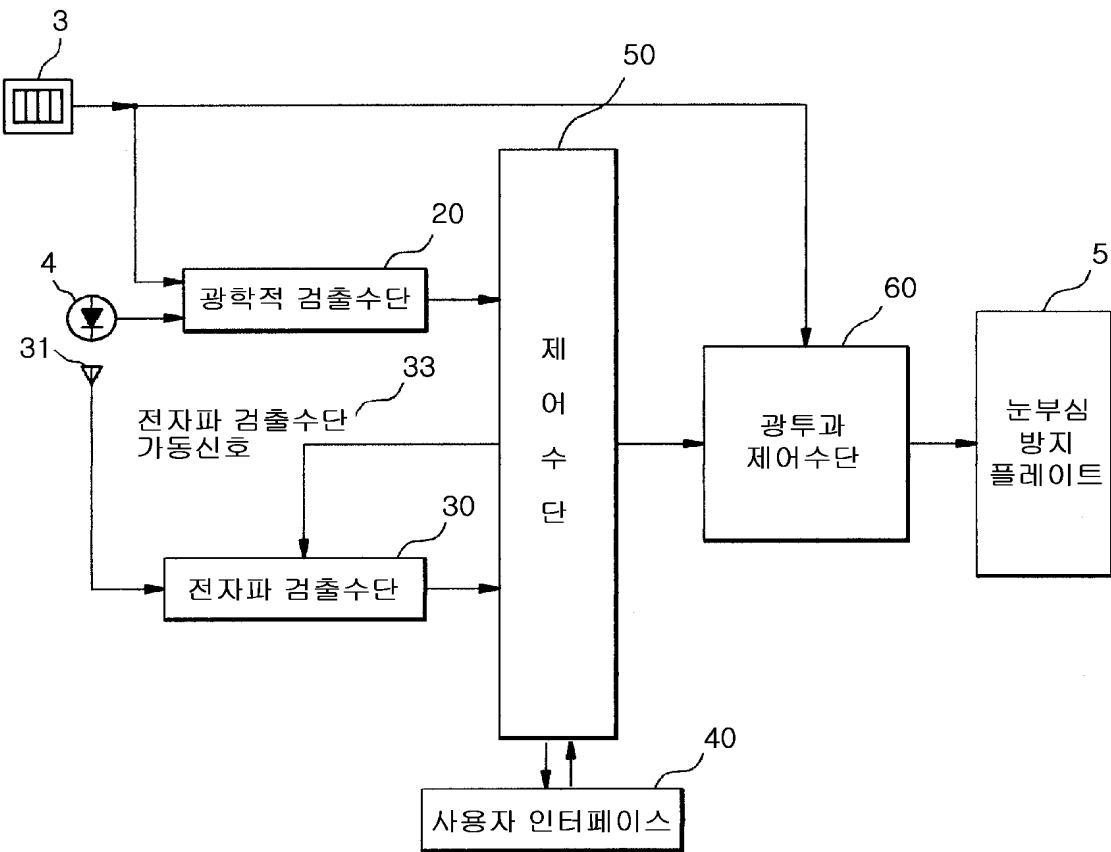 3
50
20
광학적 검출수단
4
31
33
전자파 검출수단
가동신호
30
전자파 검출수단
제
어
수
단
60
광투과
제어수단
5
눈부심
방지
플레이트
40
사용자 인터페이스